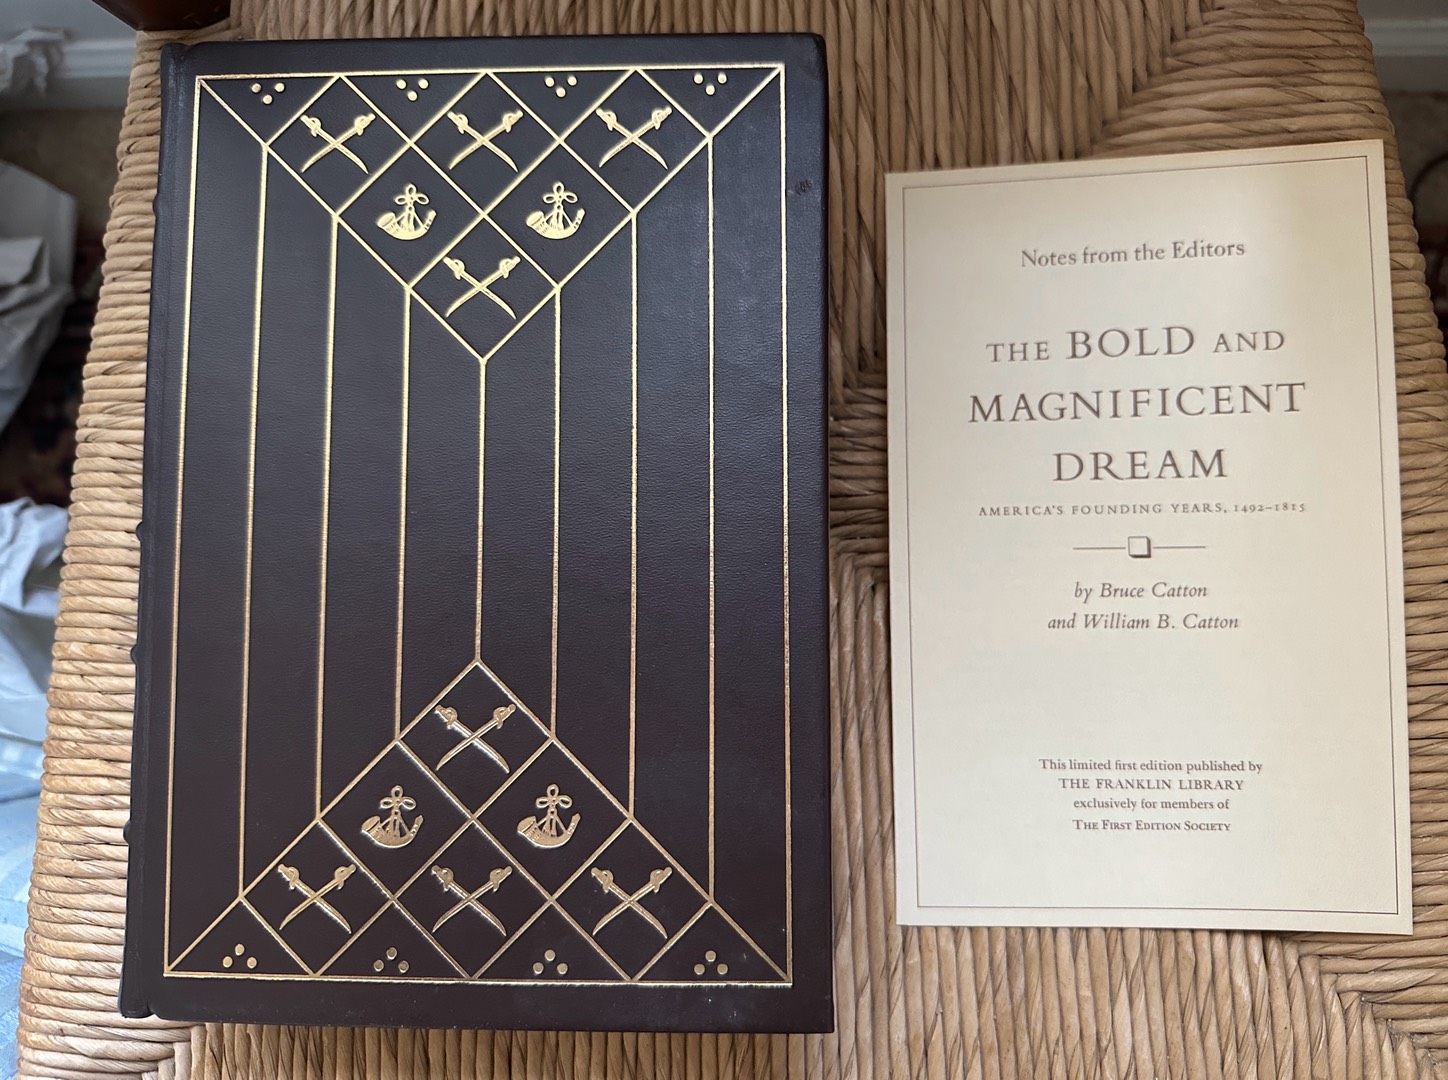 Notes from the Editors
THE BOLD AND
MAGNIFICENT
DREAM
AMERICA'S FOUNDING YEARS, 1492–1815
by Bruce Catton
and William B. Catton
This limited first edition published by
THE FRANKLIN LIBRARY
exclusively for members of
THE FIRST EDITION SOCIETY